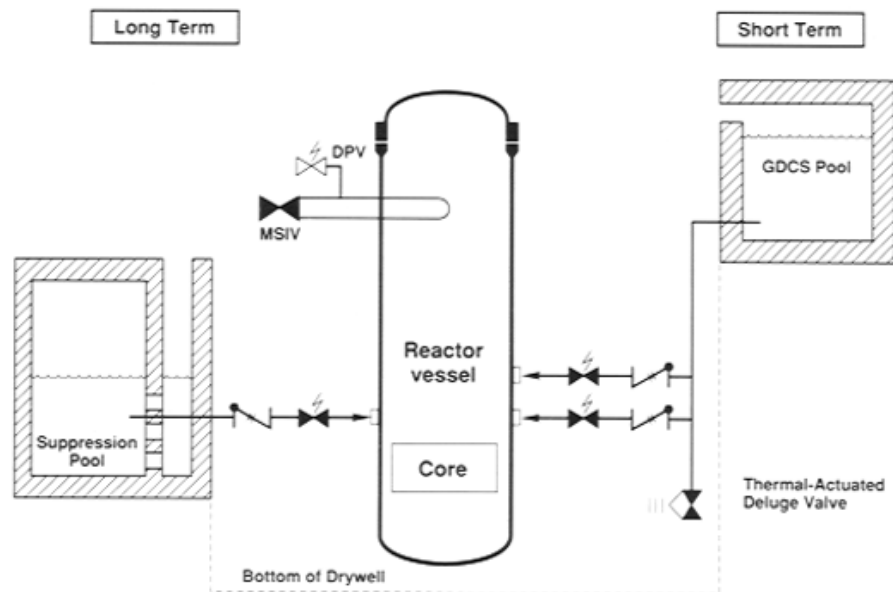 Long Term
Short Term
DPV
MSIV
GDCS Pool
Reactor
vessel
Suppression
Pool
Core
Thermal-Actuated
Deluge Valve
Bottom of Drywell